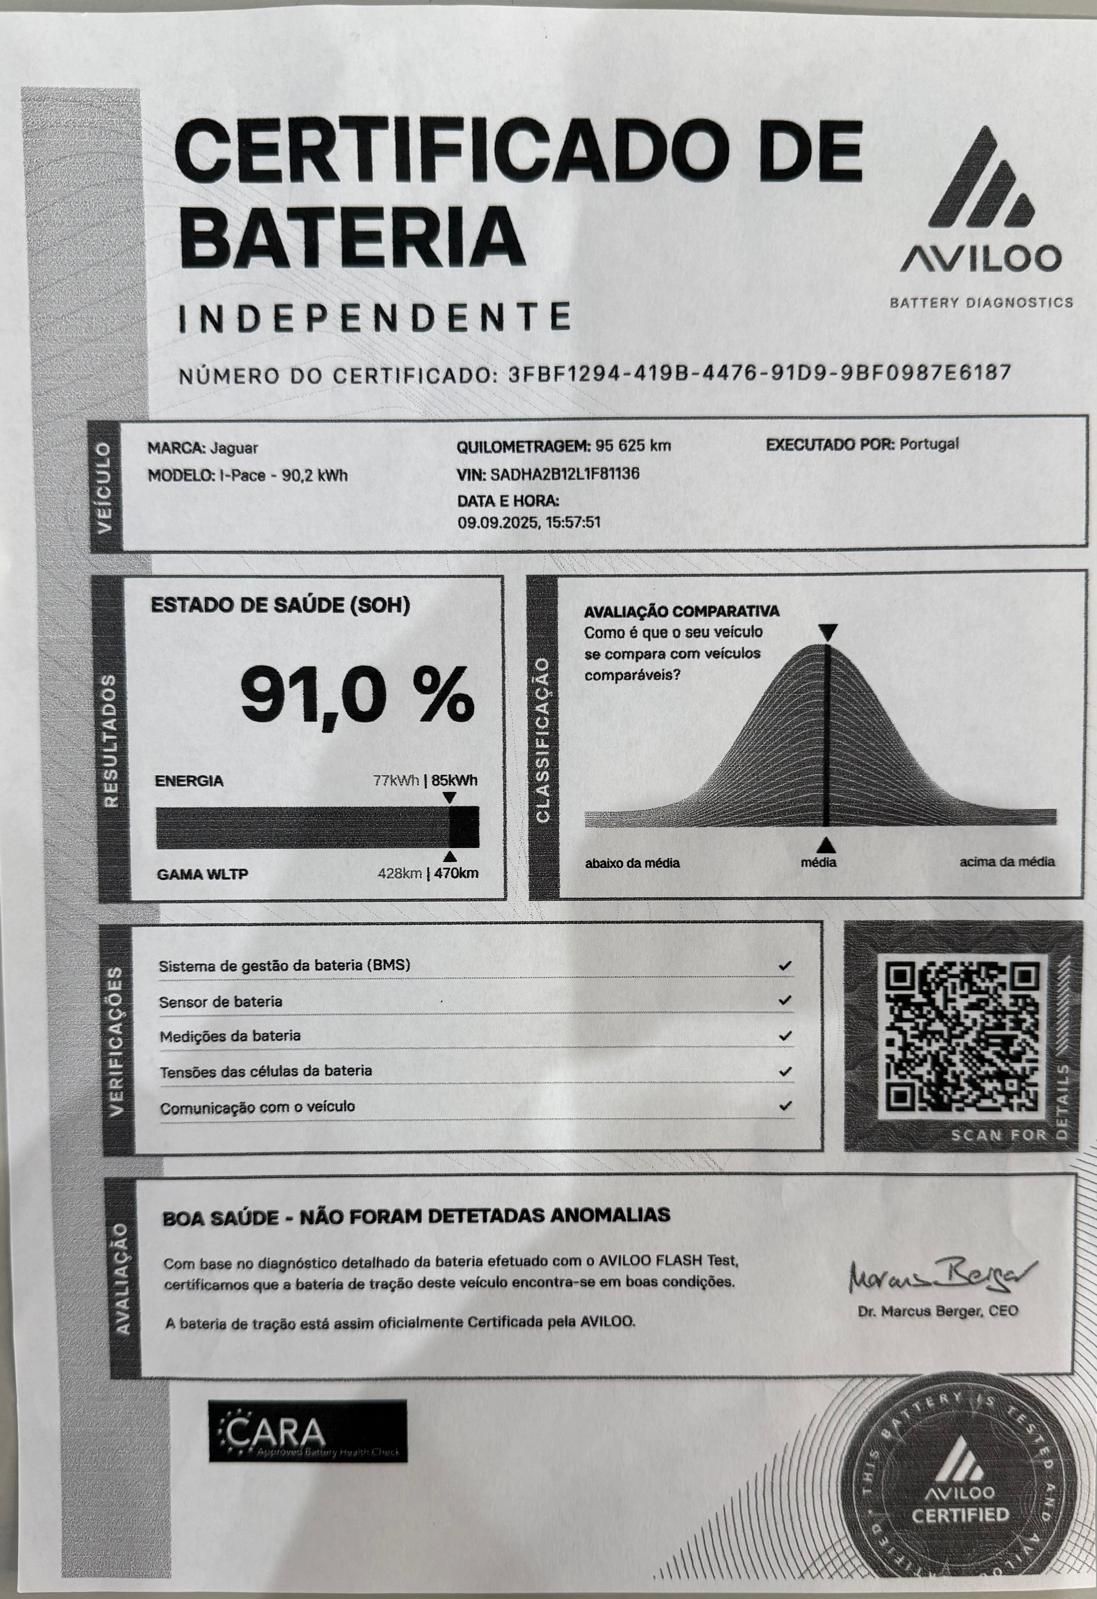 CERTIFICADO DE
BATERIA
INDEPENDENTE
AVILOO
BATTERY DIAGNOSTICS
NÚMERO DO CERTIFICADO: 3FBF1294-419B-4476-91D9-9BF0987E6187
VEÍCULO
MARCA: Jaguar
MODELO: I-Pace - 90,2 kWh
QUILOMETRAGEM: 95 625 km
VIN: SADHA2B12L1F81136
DATA E HORA:
09.09.2025, 15:57:51
EXECUTADO POR: Portugal
RESULTADOS
ESTADO DE SAÚDE (SOH)
91,0 %
ENERGIA
77kWh | 85kWh
GAMA WLTP
428km | 470km
CLASSIFICAÇÃO
AVALIAÇÃO COMPARATIVA
Como é que o seu veículo
se compara com veículos
comparáveis?
abaixo da média
média
acima da média
VERIFICAÇÕES
Sistema de gestão da bateria (BMS)
Sensor de bateria
Medições da bateria
Tensões das células da bateria
Comunicação com o veículo
SCAN FOR DETAILS
AVALIAÇÃO
BOA SAÚDE - NÃO FORAM DETETADAS ANOMALIAS
Com base no diagnóstico detalhado da bateria efetuado com o AVILOO FLASH Test,
certificamos que a bateria de tração deste veículo encontra-se em boas condições.
A bateria de tração está assim oficialmente Certificada pela AVILOO.
Marcus Berger
Dr. Marcus Berger, CEO
CARA
Approved Battery Health Check
THIS BATTERY IS TESTED AND
AVILOO
CERTIFIED